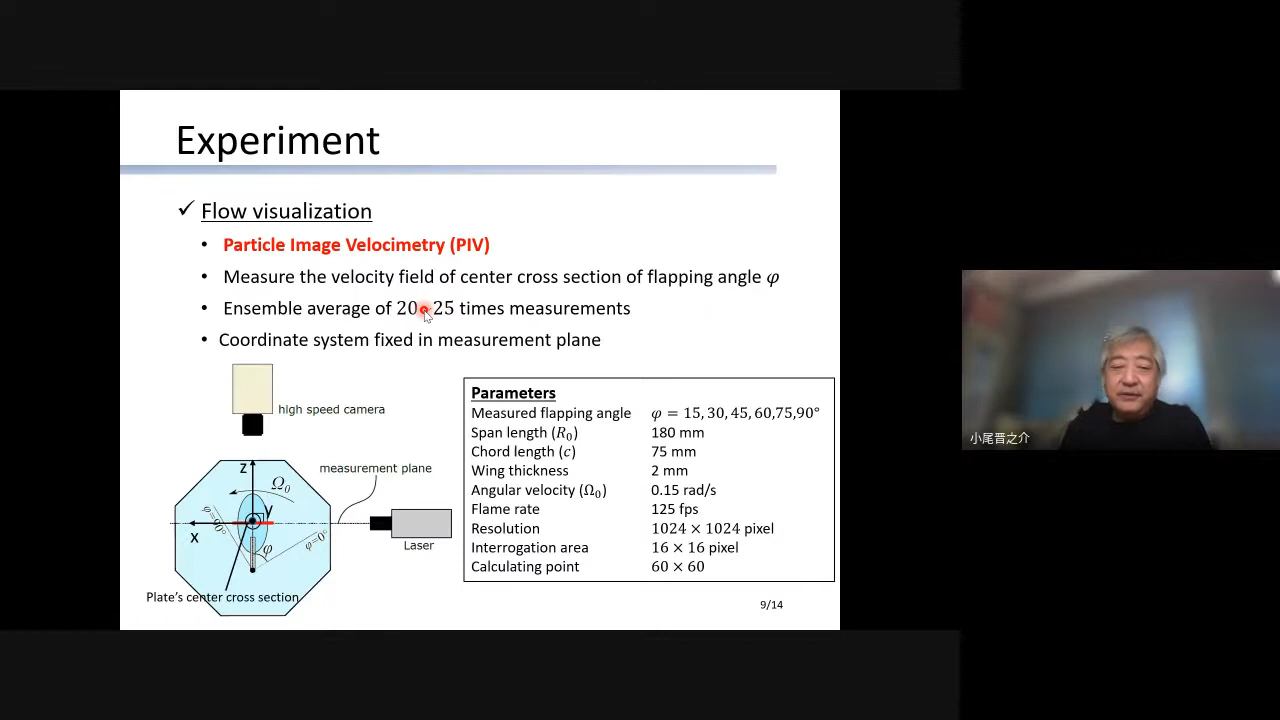 Experiment
✓ Flow visualization
• Particle Image Velocimetry (PIV)
• Measure the velocity field of center cross section of flapping angle φ
• Ensemble average of 20 25 times measurements
• Coordinate system fixed in measurement plane
high speed camera
measurement plane
Z
Ω₀
y
X
φ=90°
φ
φ=0°
Laser
Plate's center cross section
Parameters
Measured flapping angle φ = 15, 30, 45, 60,75,90°
Span length (R₀) 180 mm
Chord length (c) 75 mm
Wing thickness 2 mm
Angular velocity (Ω₀) 0.15 rad/s
Flame rate 125 fps
Resolution 1024 × 1024 pixel
Interrogation area 16 × 16 pixel
Calculating point 60 × 60
9/14
小尾晋之介